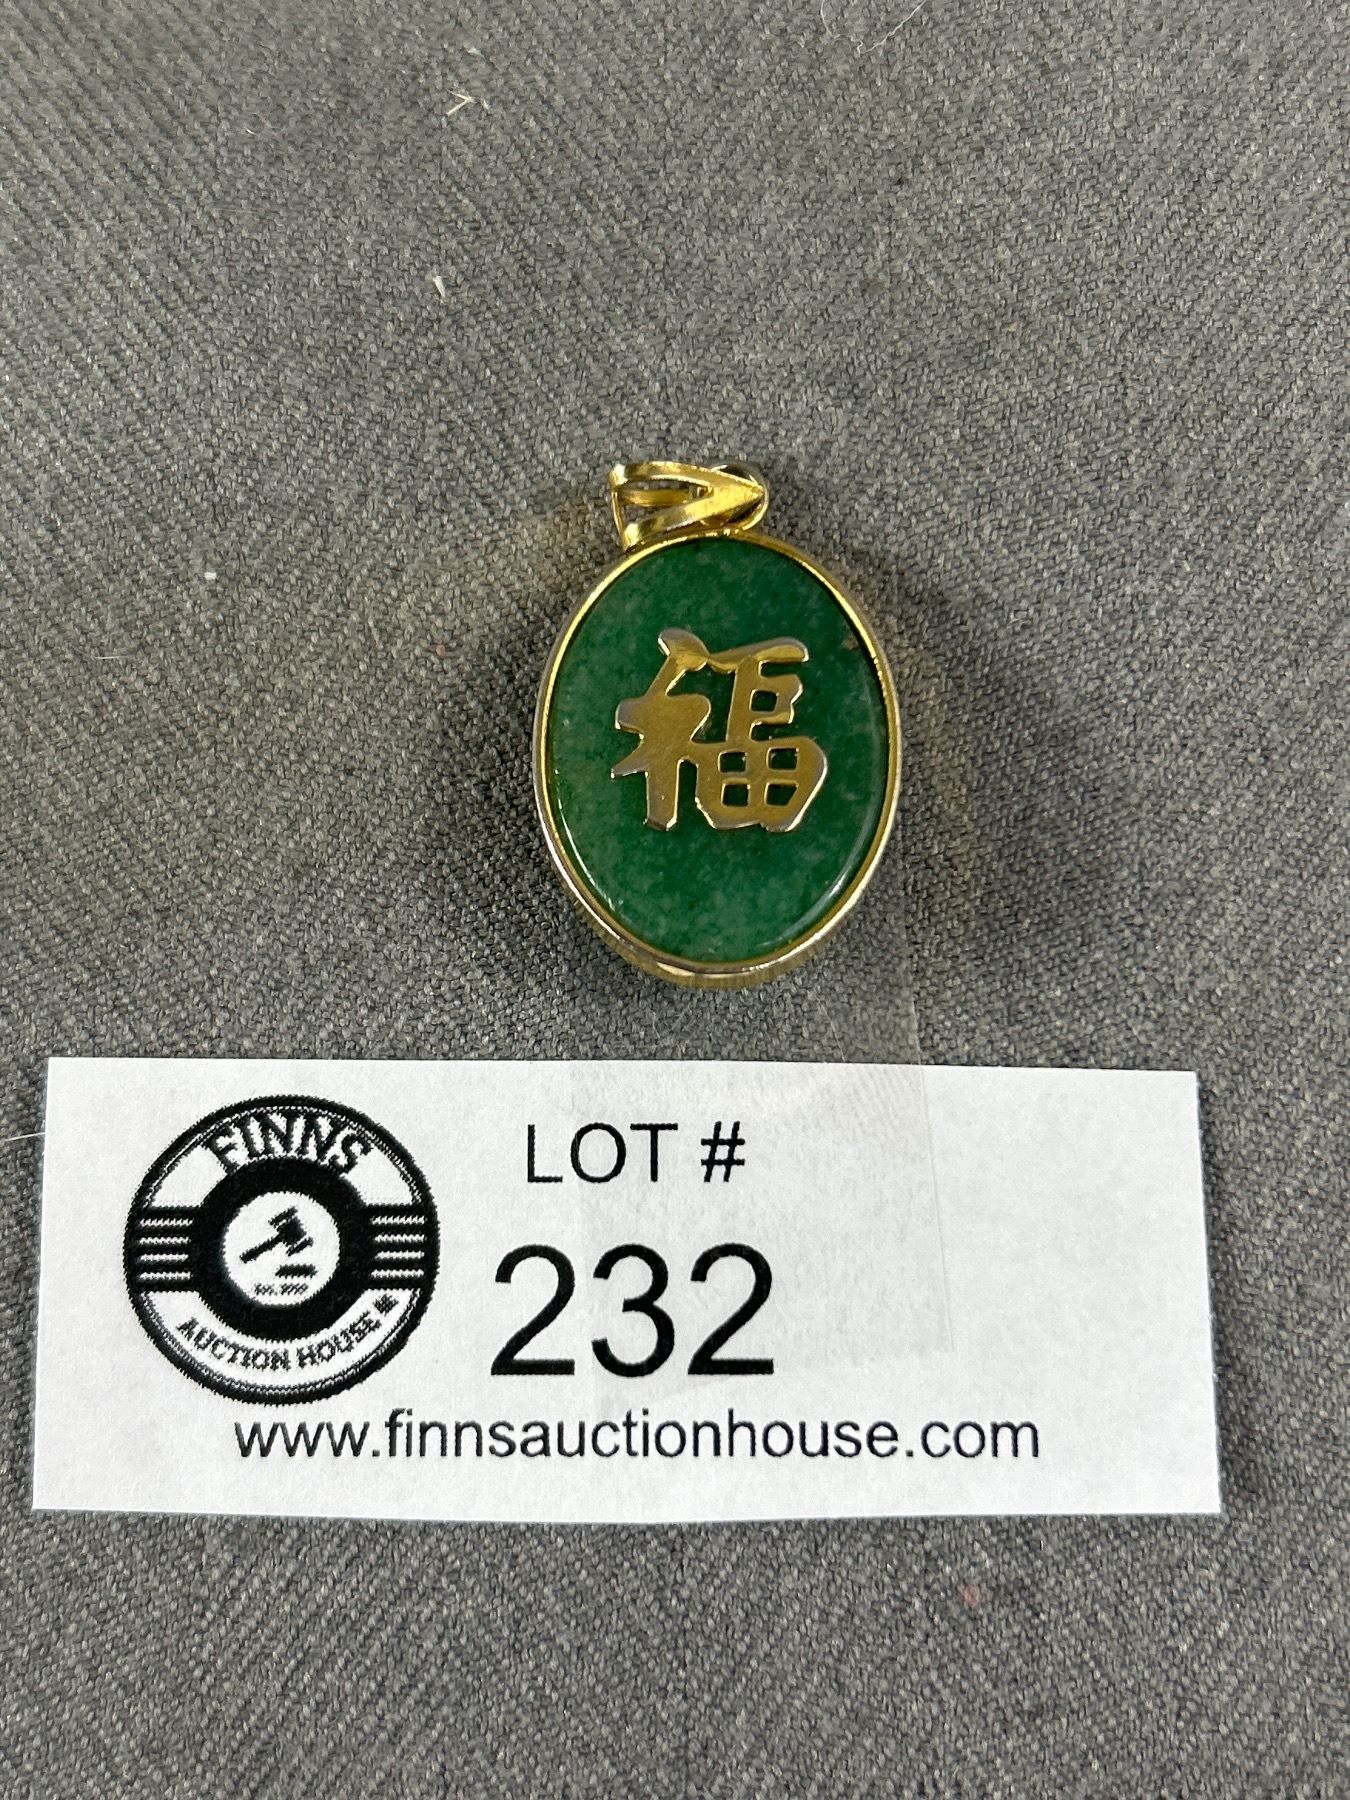 福
FINNS
AUCTION HOUSE
LOT #
232
www.finnsauctionhouse.com